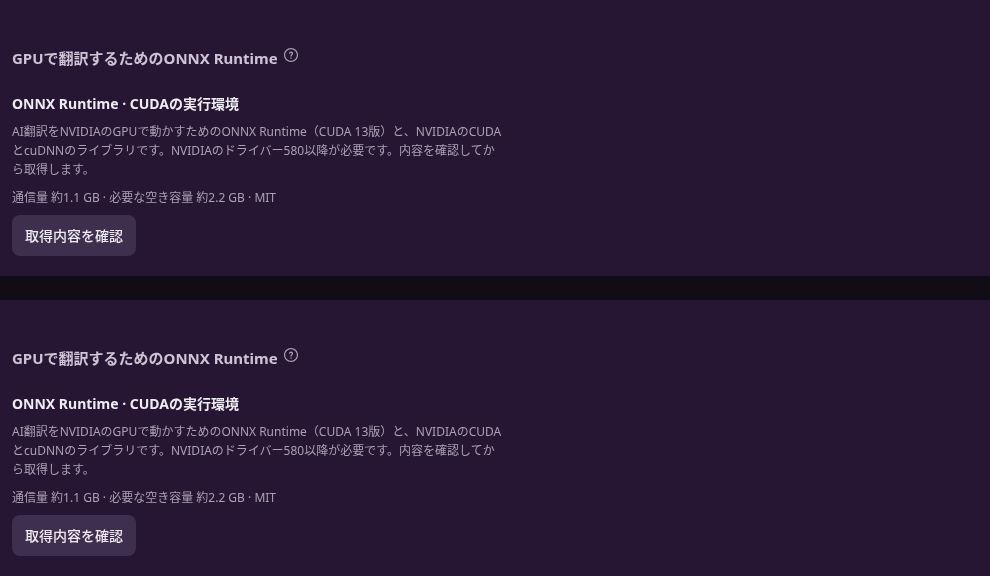 GPUで翻訳するためのONNX Runtime ?
ONNX Runtime · CUDAの実行環境
AI翻訳をNVIDIAのGPUで動かすためのONNX Runtime（CUDA 13版）と、NVIDIAのCUDA
とcuDNNのライブラリです。NVIDIAのドライバー580以降が必要です。内容を確認してか
ら取得します。
通信量 約1.1 GB · 必要な空き容量 約2.2 GB · MIT
取得内容を確認
GPUで翻訳するためのONNX Runtime ?
ONNX Runtime · CUDAの実行環境
AI翻訳をNVIDIAのGPUで動かすためのONNX Runtime（CUDA 13版）と、NVIDIAのCUDA
とcuDNNのライブラリです。NVIDIAのドライバー580以降が必要です。内容を確認してか
ら取得します。
通信量 約1.1 GB · 必要な空き容量 約2.2 GB · MIT
取得内容を確認